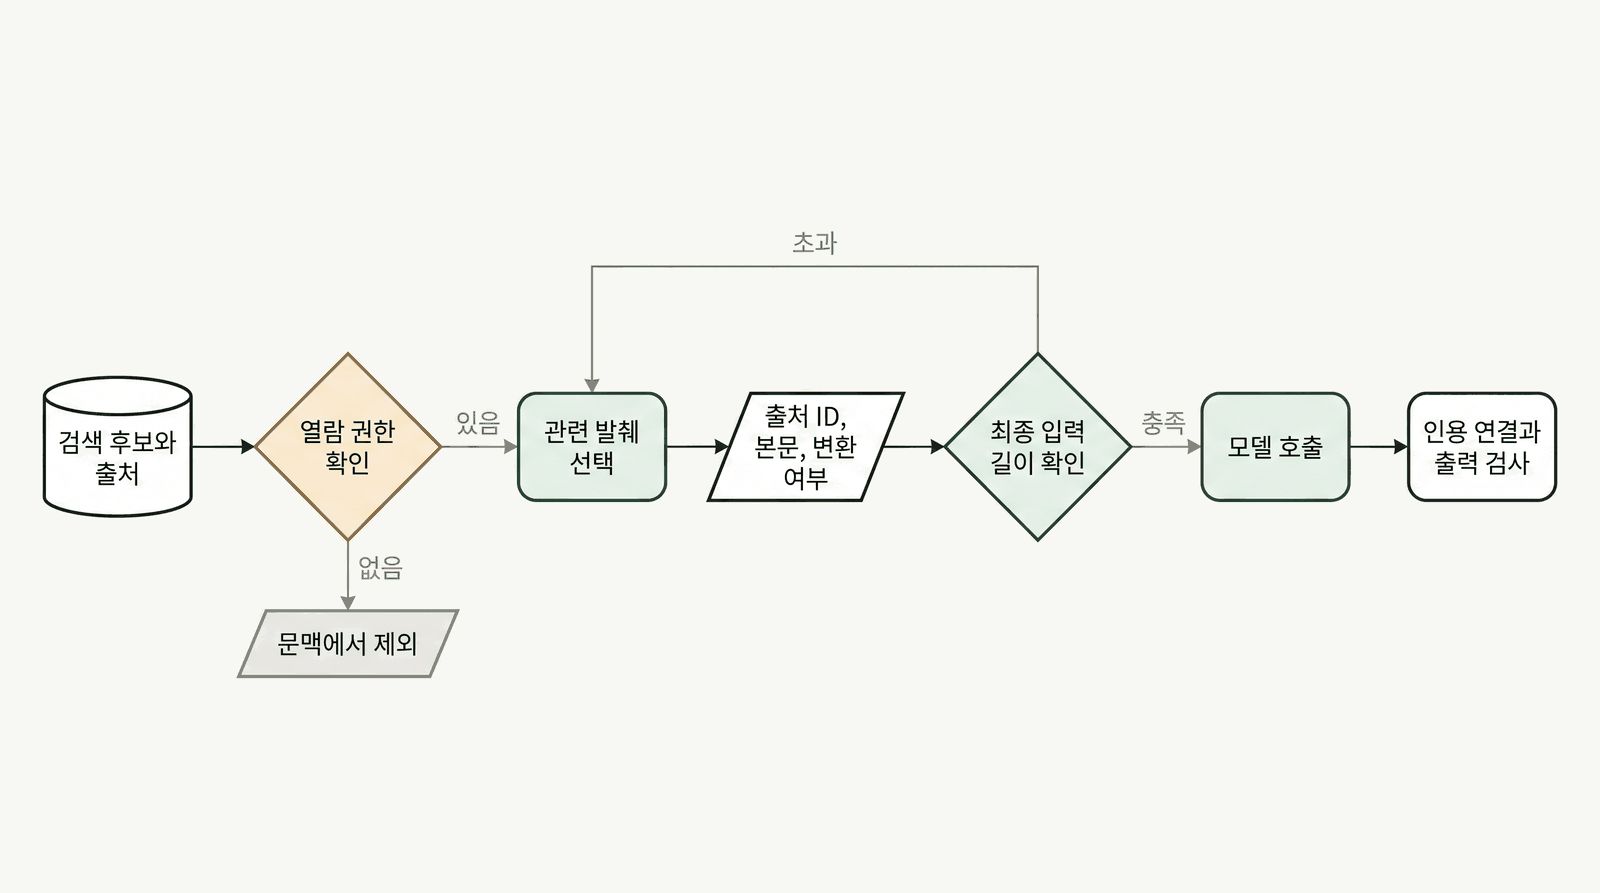 초과
검색 후보와
출처
열람 권한
확인
있음
관련 발췌
선택
출처 ID,
본문, 변환
여부
최종 입력
길이 확인
충족
모델 호출
인용 연결과
출력 검사
없음
문맥에서 제외